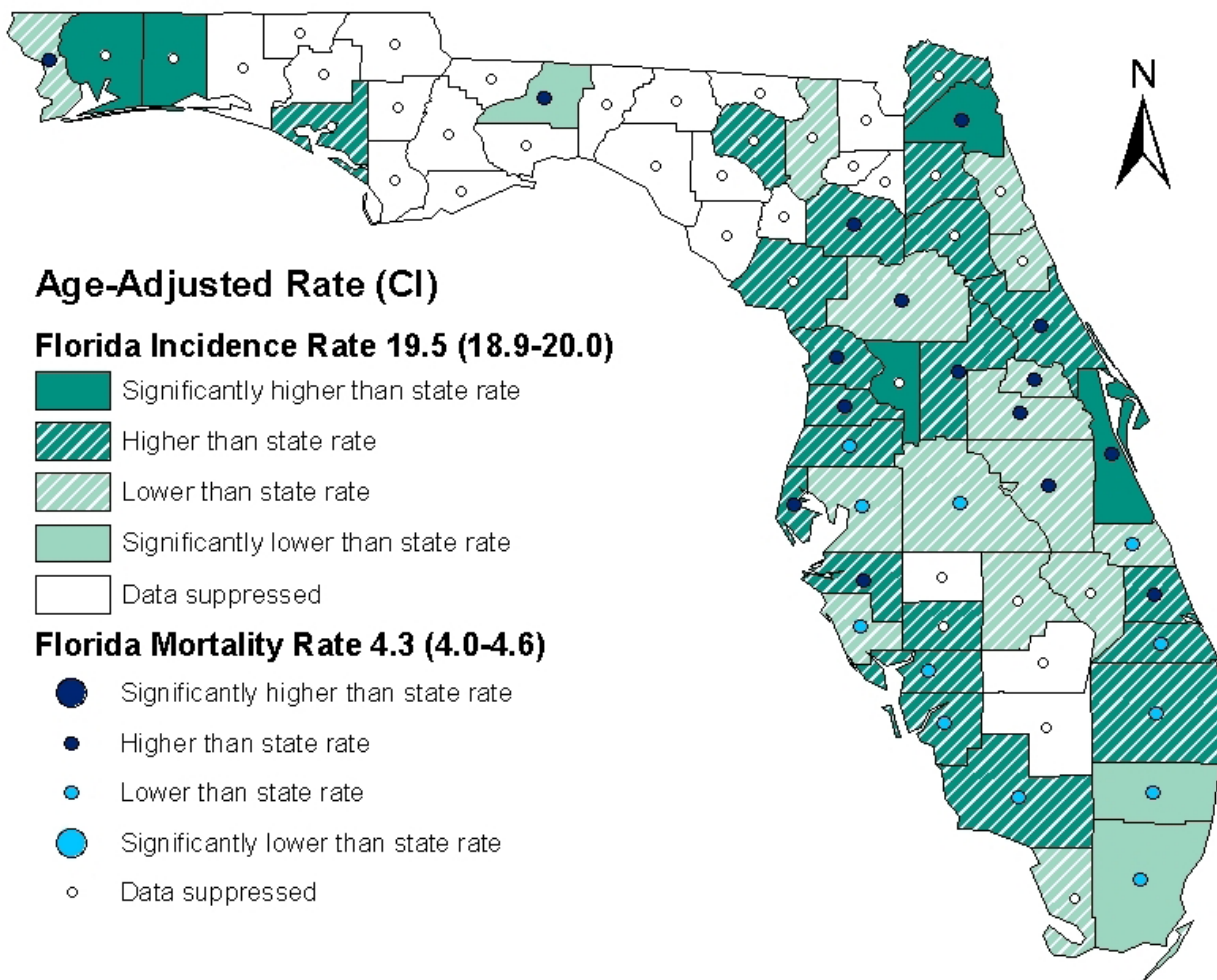 N
Age-Adjusted Rate (CI)
Florida Incidence Rate 19.5 (18.9-20.0)
Significantly higher than state rate
Higher than state rate
Lower than state rate
Significantly lower than state rate
Data suppressed
Florida Mortality Rate 4.3 (4.0-4.6)
Significantly higher than state rate
Higher than state rate
Lower than state rate
Significantly lower than state rate
Data suppressed